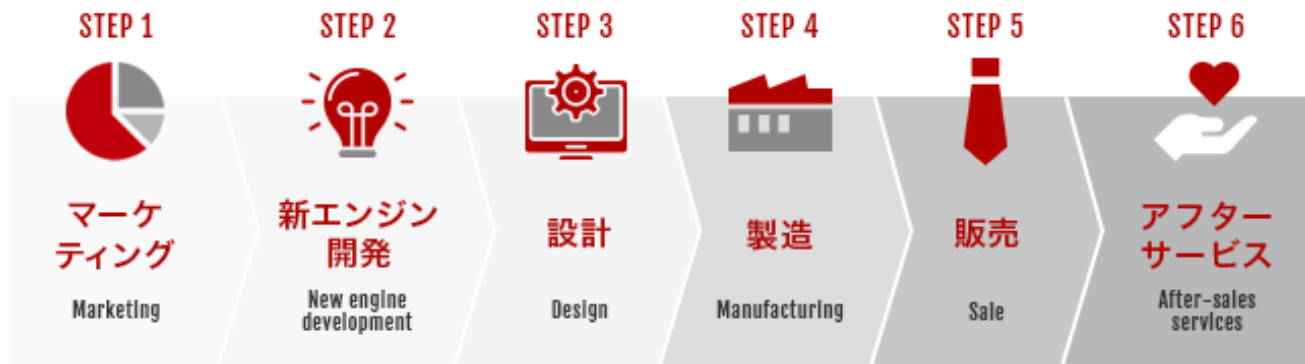 STEP 1
マーケ
ティング
Marketing
STEP 2
新エンジン
開発
New engine
development
STEP 3
設計
Design
STEP 4
製造
Manufacturing
STEP 5
販売
Sale
STEP 6
アフター
サービス
After-sales
services